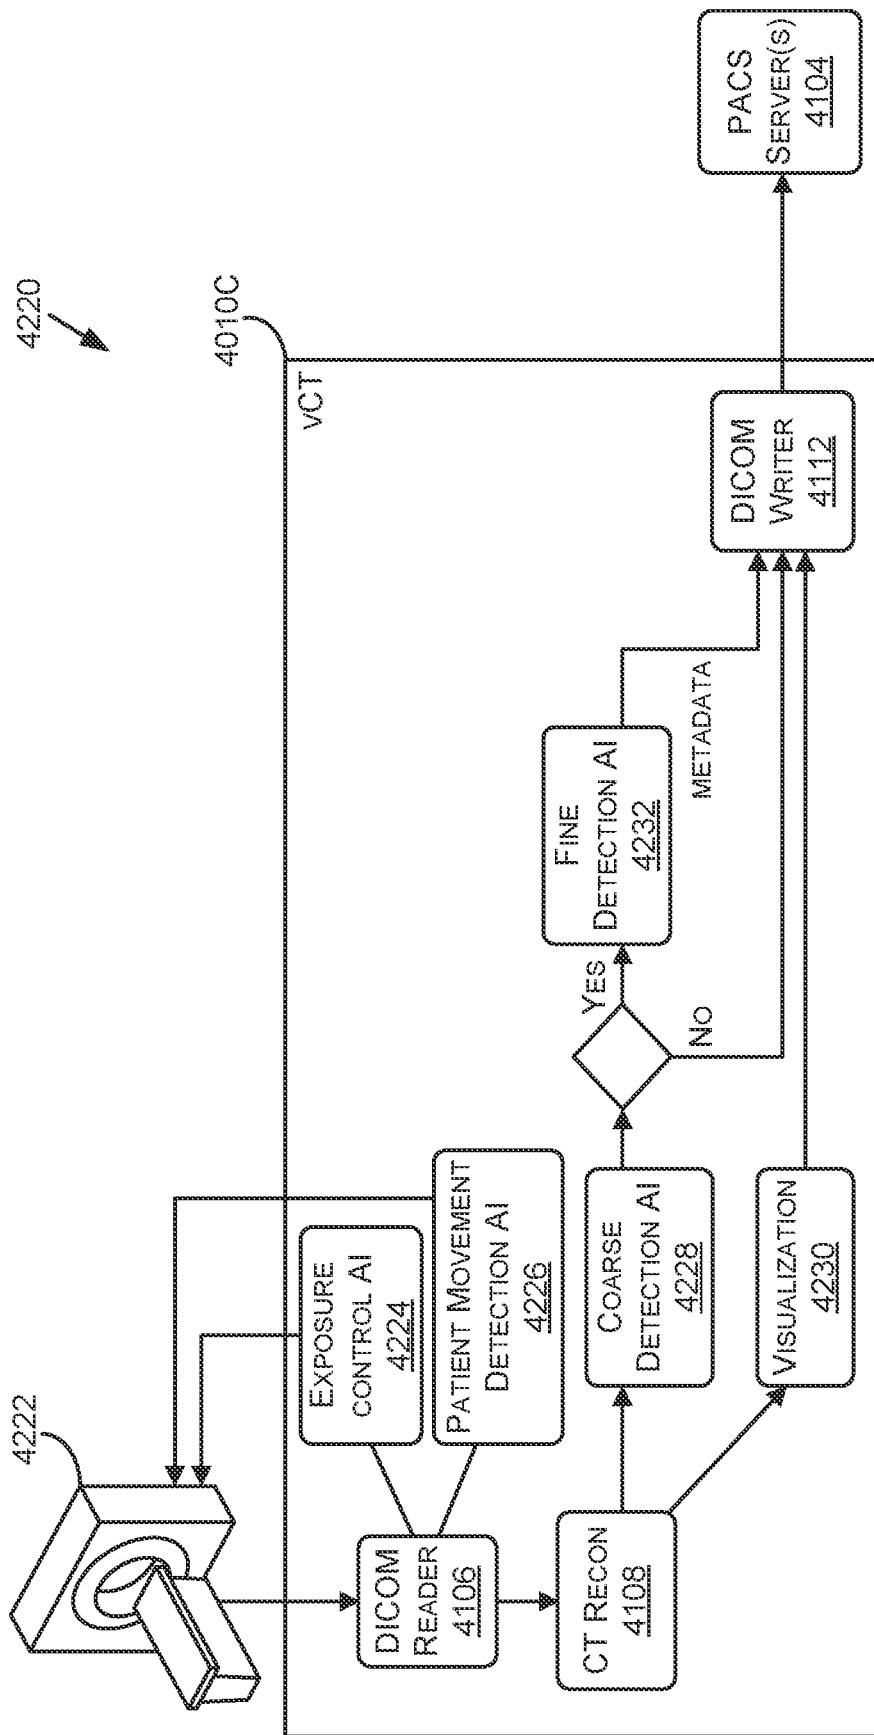 4220
4222
4010C
vCT
EXPOSURE
CONTROL AI
4224
PATIENT MOVEMENT
DETECTION AI
4226
DICOM
READER
4106
CT RECON
4108
COARSE
DETECTION AI
4228
VISUALIZATION
4230
YES
NO
FINE
DETECTION AI
4232
METADATA
DICOM
WRITER
4112
PACS
SERVER(S)
4104